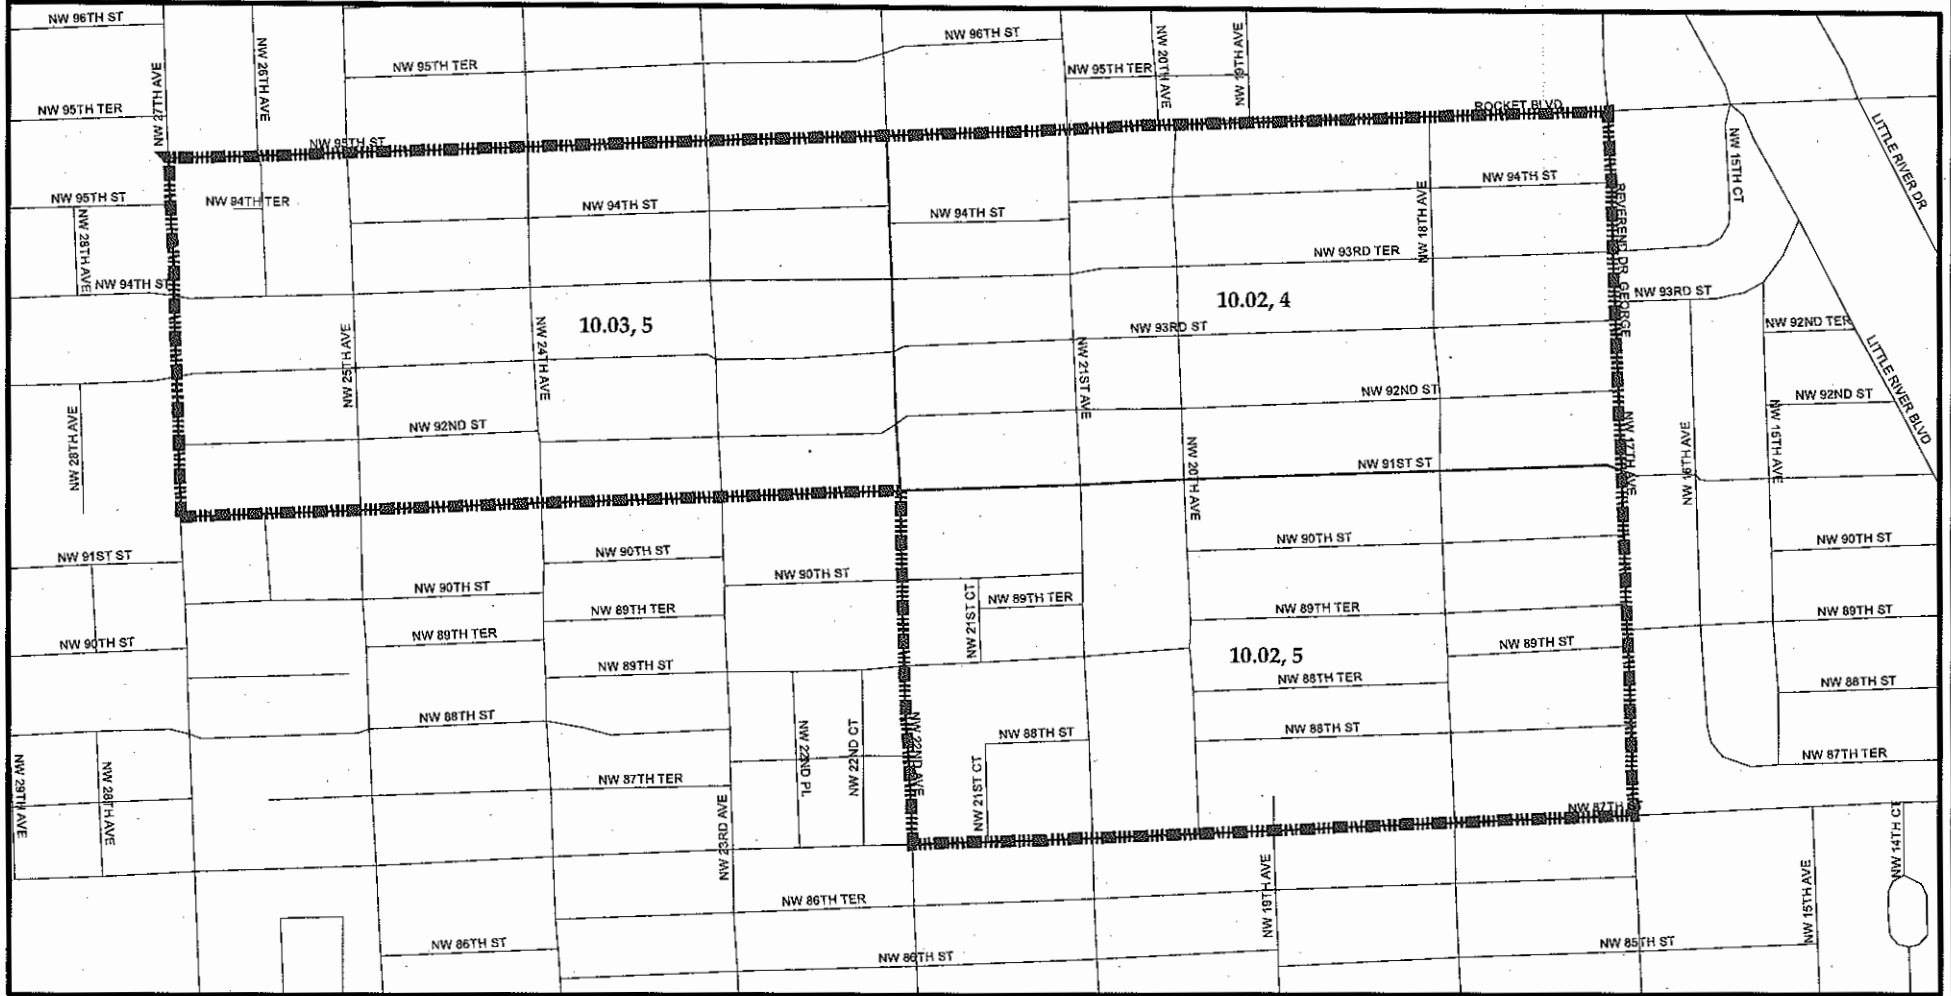 NW 96TH ST
NW 26TH AVE
NW 95TH TER
NW 96TH ST
NW 95TH TER
NW 20TH AVE
NW 19TH AVE
NW 27TH AVE
NW 95TH TER
NW 95TH ST
ROCKET BLVD
LITTLE RIVER DR
NW 15TH CT
NW 95TH ST
NW 28TH AVE
NW 94TH TER
NW 94TH ST
NW 94TH ST
NW 94TH ST
NW 18TH AVE
REVEREND DR GEORGE
NW 93RD TER
NW 94TH ST
NW 93RD ST
10.03, 5
10.02, 4
NW 93RD ST
NW 92ND TER
NW 25TH AVE
NW 24TH AVE
NW 21ST AVE
LITTLE RIVER BLVD
NW 92ND ST
NW 92ND ST
NW 28TH AVE
NW 92ND ST
NW 15TH AVE
NW 17TH AVE
NW 16TH AVE
NW 20TH AVE
NW 91ST ST
NW 91ST ST
NW 90TH ST
NW 90TH ST
NW 90TH ST
NW 90TH ST
NW 90TH ST
NW 21ST CT
NW 89TH TER
NW 89TH TER
NW 89TH TER
NW 89TH ST
NW 90TH ST
NW 89TH TER
NW 89TH ST
NW 89TH ST
10.02, 5
NW 88TH TER
NW 88TH ST
NW 88TH ST
NW 22ND PL
NW 22ND CT
NW 22ND AVE
NW 88TH ST
NW 88TH ST
NW 87TH TER
NW 29TH AVE
NW 28TH AVE
NW 87TH TER
NW 21ST CT
NW 23RD AVE
NW 87TH ST
NW 14TH CT
NW 19TH AVE
NW 15TH AVE
NW 86TH TER
NW 86TH ST
NW 86TH ST
NW 85TH ST